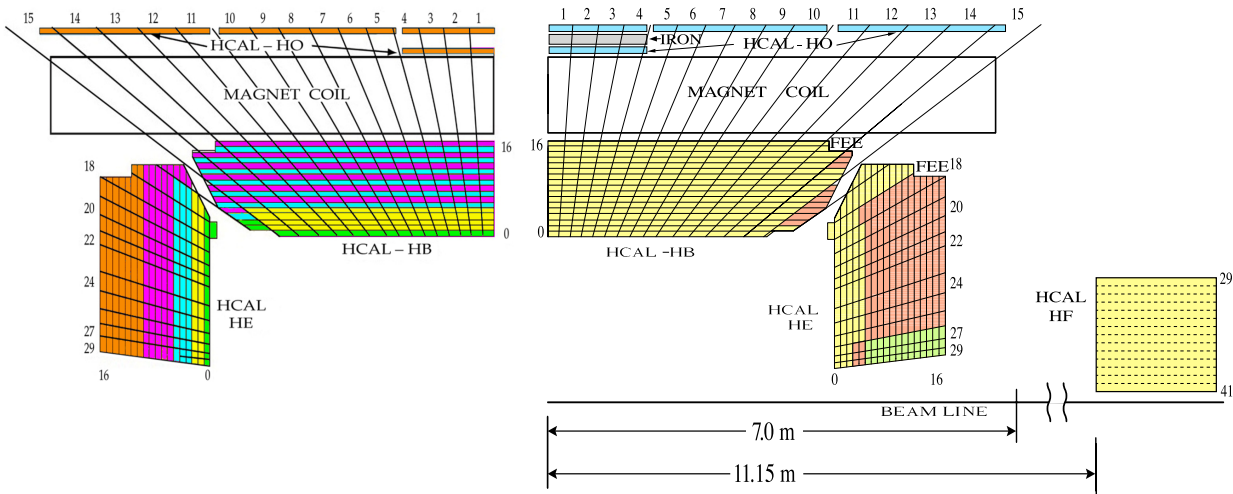 15 14 13 12 11 10 9 8 7 6 5 4 3 2 1
HCAL – HO
MAGNET COIL
16
0
HCAL – HB
18
20
22
24
27
29
16
0
HCAL
HE
1 2 3 4 5 6 7 8 9 10 11 12 13 14 15
IRON
HCAL - HO
MAGNET COIL
16
0
FEE
HCAL -HB
FEE
18
20
22
24
27
29
0
16
HCAL
HE
HCAL
HF
29
41
BEAM LINE
7.0 m
11.15 m